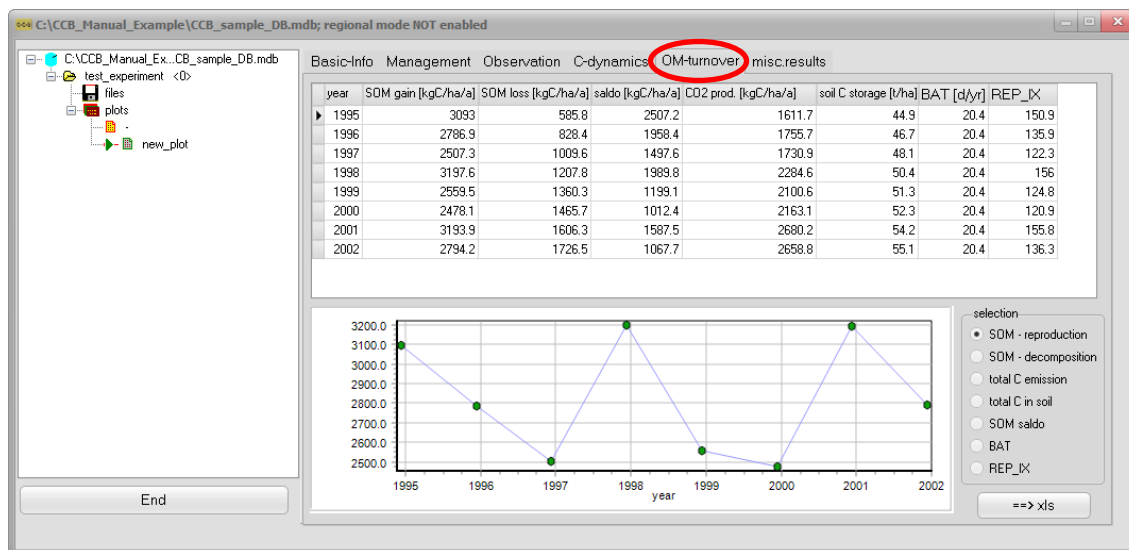 C:\CCB_Manual_Example\CCB_sample_DB.mdb; regional mode NOT enabled
C:\CCB_Manual_Ex...CB_sample_DB.mdb
test_experiment <0>
files
plots
-
new_plot
End
Basic-Info Management Observation C-dynamics OM-turnover misc.results
year SOM gain [kgC/ha/a] SOM loss [kgC/ha/a] saldo [kgC/ha/a] CO2 prod. [kgC/ha/a] soil C storage [t/ha] BAT [d/yr] REP_IX
1995 3093 585.8 2507.2 1611.7 44.9 20.4 150.9
1996 2786.9 828.4 1958.4 1755.7 46.7 20.4 135.9
1997 2507.3 1009.6 1497.6 1730.9 48.1 20.4 122.3
1998 3197.6 1207.8 1989.8 2284.6 50.4 20.4 156
1999 2559.5 1360.3 1199.1 2100.6 51.3 20.4 124.8
2000 2478.1 1465.7 1012.4 2163.1 52.3 20.4 120.9
2001 3193.9 1606.3 1587.5 2680.2 54.2 20.4 155.8
2002 2794.2 1726.5 1067.7 2658.8 55.1 20.4 136.3
3200.0
3100.0
3000.0
2900.0
2800.0
2700.0
2600.0
2500.0
1995 1996 1997 1998 1999 2000 2001 2002
year
selection
SOM - reproduction
SOM - decomposition
total C emission
total C in soil
SOM saldo
BAT
REP_IX
==> xls